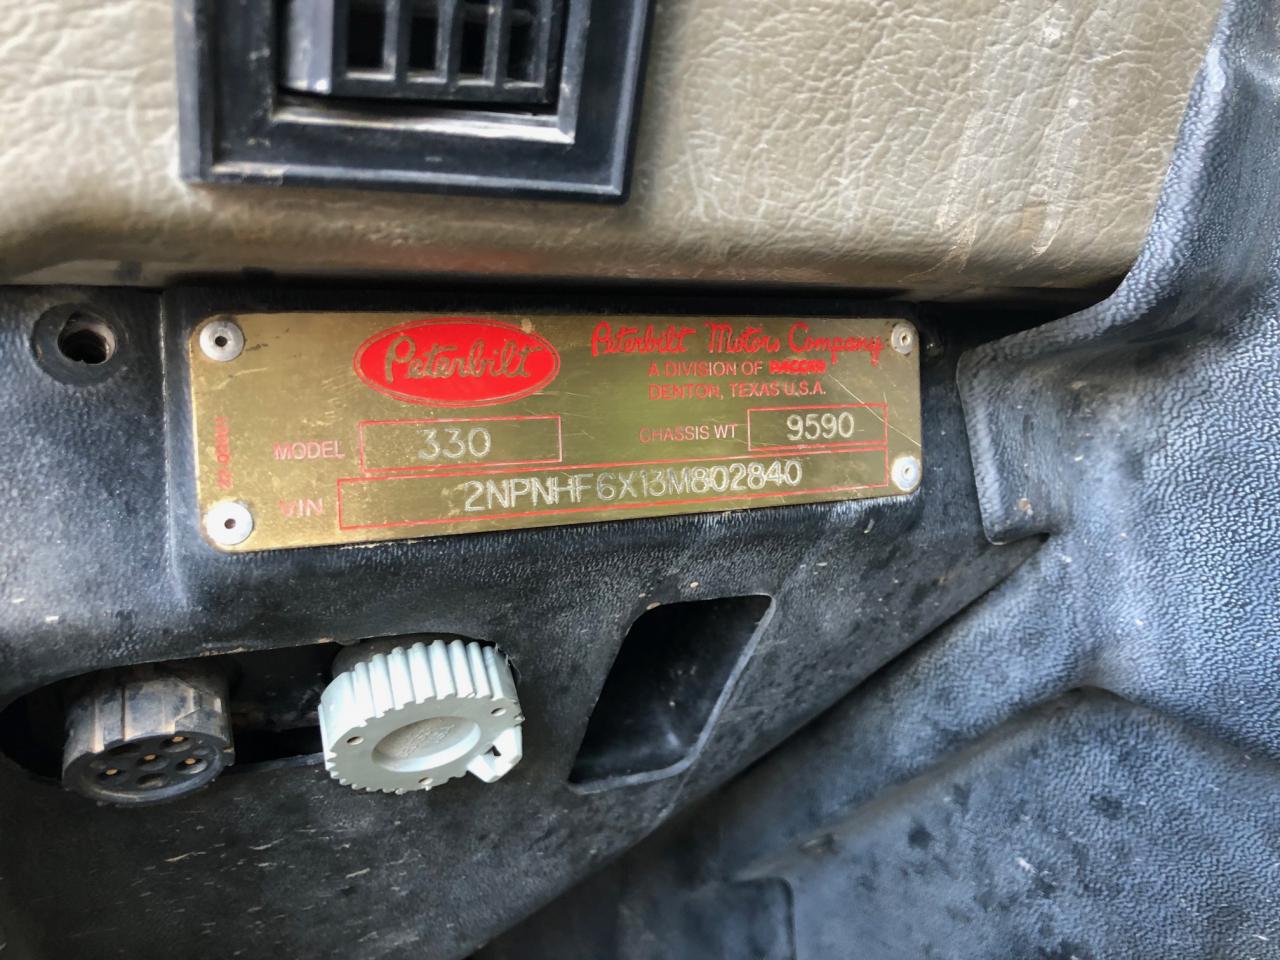 Peterbilt
Peterbilt Motors Company
A DIVISION OF PACCAR
DENTON, TEXAS U.S.A.
MODEL 330
CHASSIS WT 9590
VIN 2NPNHF6X13M802840